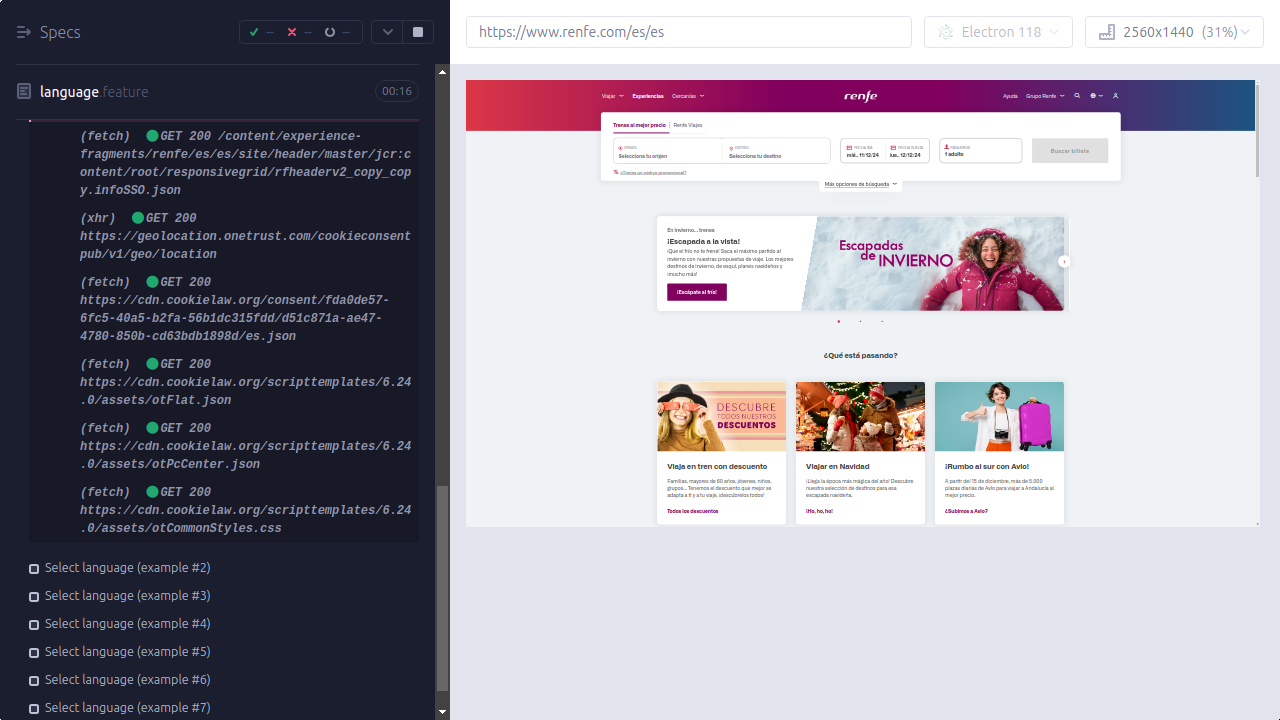 Specs
--
--
--
https://www.renfe.com/es/es
Electron 118
2560x1440 (31%)
language.feature
00:16
(fetch) GET 200 /content/experience-
fragments/renfe/es/es/site/header/master/jcr:c
ontent/root/responsivegrid/rfheaderv2_copy_cop
y.infoSSO.json
(xhr) GET 200
https://geolocation.onetrust.com/cookieconsent
pub/v1/geo/location
(fetch) GET 200
https://cdn.cookielaw.org/consent/fda0de57-
6fc5-40a5-b2fa-56b1dc315fdd/d51c871a-ae47-
4780-850b-cd63bdb1898d/es.json
(fetch) GET 200
https://cdn.cookielaw.org/scripttemplates/6.24
.0/assets/otFlat.json
(fetch) GET 200
https://cdn.cookielaw.org/scripttemplates/6.24
.0/assets/otPcCenter.json
(fetch) GET 200
https://cdn.cookielaw.org/scripttemplates/6.24
.0/assets/otCommonStyles.css
Select language (example #2)
Select language (example #3)
Select language (example #4)
Select language (example #5)
Select language (example #6)
Select language (example #7)
Viajar
Experiencias
Cercanías
renfe
Ayuda
Grupo Renfe
Trenes al mejor precio
Renfe Viajes
ORIGEN
Selecciona tu origen
DESTINO
Selecciona tu destino
FECHA IDA
mié., 11/12/24
FECHA VUELTA
jue., 12/12/24
PASAJEROS
1 adulto
Buscar billete
¿Tienes un código promocional?
Más opciones de búsqueda
En invierno... trenes
¡Escapada a la vista!
¡Que el frío no te frene! Saca el máximo partido al
invierno con nuestras propuestas de viaje. Los mejores
destinos de invierno, de esquí, planes navideños y
¡mucho más!
¡Escápate al frío!
Escapadas
de INVIERNO
¿Qué está pasando?
DESCUBRE
TODOS NUESTROS
DESCUENTOS
Viaja en tren con descuento
Familias, mayores de 60 años, jóvenes, niños,
grupos... Tenemos el descuento que mejor se
adapta a ti y a tu viaje, ¡descúbrelos todos!
Todos los descuentos
Viajar en Navidad
¡Llega la época más mágica del año! Descubre
nuestra selección de destinos para esa
escapada navideña.
¡Ho, ho, ho!
¡Rumbo al sur con Avlo!
A partir del 15 de diciembre, más de 5.000
plazas diarias de Avlo para viajar a Andalucía al
mejor precio.
¿Subimos a Avlo?